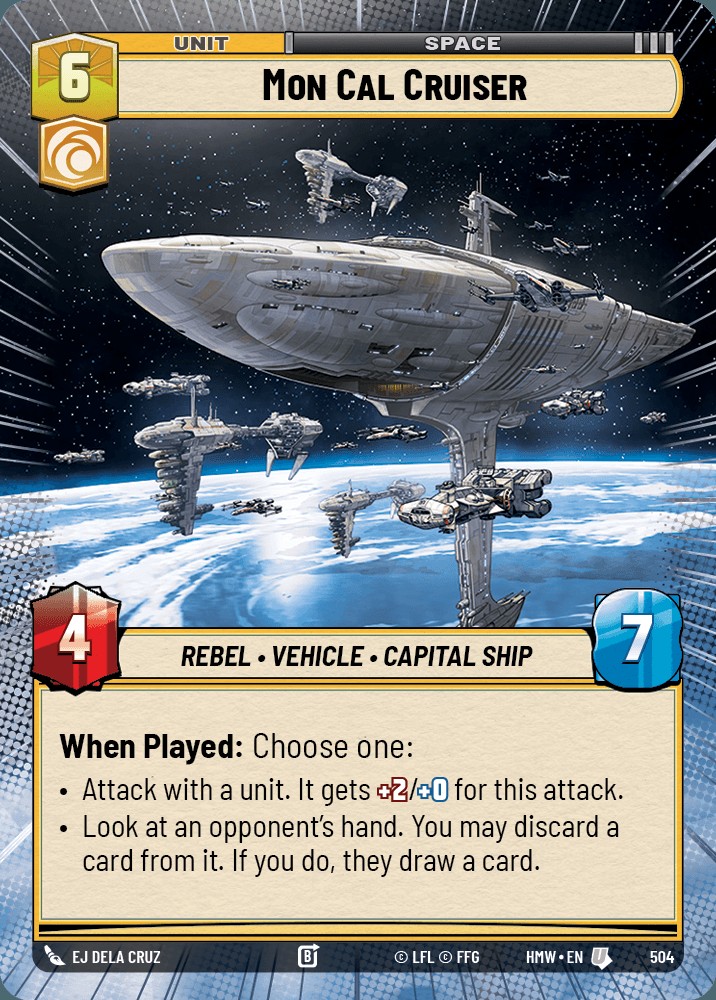 UNIT
SPACE
6
MON CAL CRUISER
4
REBEL • VEHICLE • CAPITAL SHIP
7
When Played: Choose one:
• Attack with a unit. It gets +2/+0 for this attack.
• Look at an opponent's hand. You may discard a
card from it. If you do, they draw a card.
EJ DELA CRUZ
B
© LFL © FFG
HMW • EN
U
504